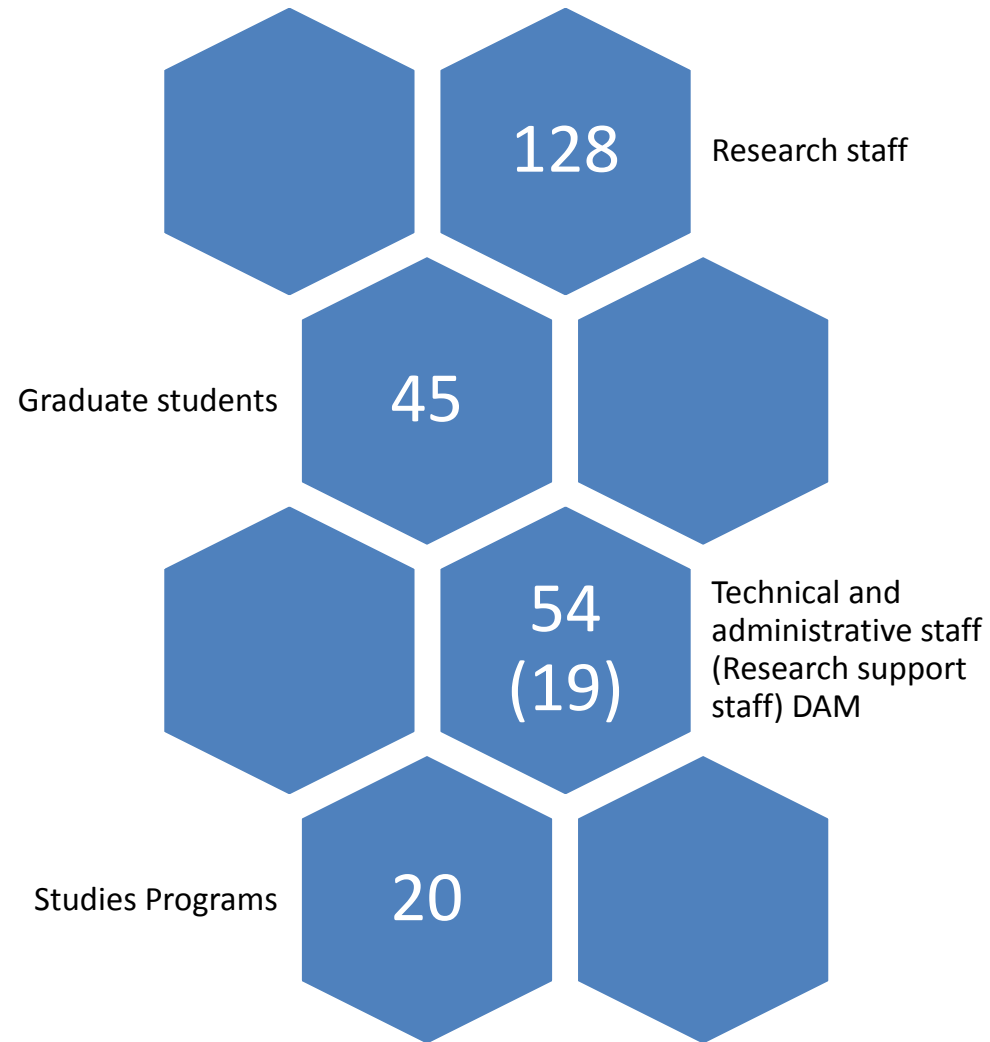 128
Research staff
Graduate students
45
54
(19)
Technical and
administrative staff
(Research support
staff) DAM
Studies Programs
20